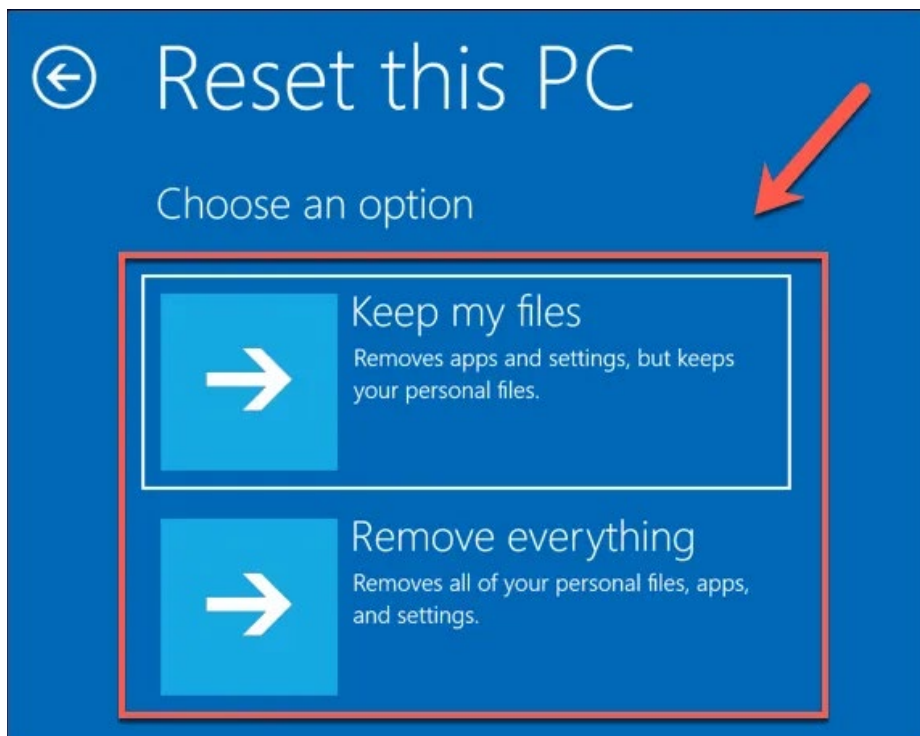 Reset this PC
Choose an option
Keep my files
Removes apps and settings, but keeps
your personal files.
Remove everything
Removes all of your personal files, apps,
and settings.